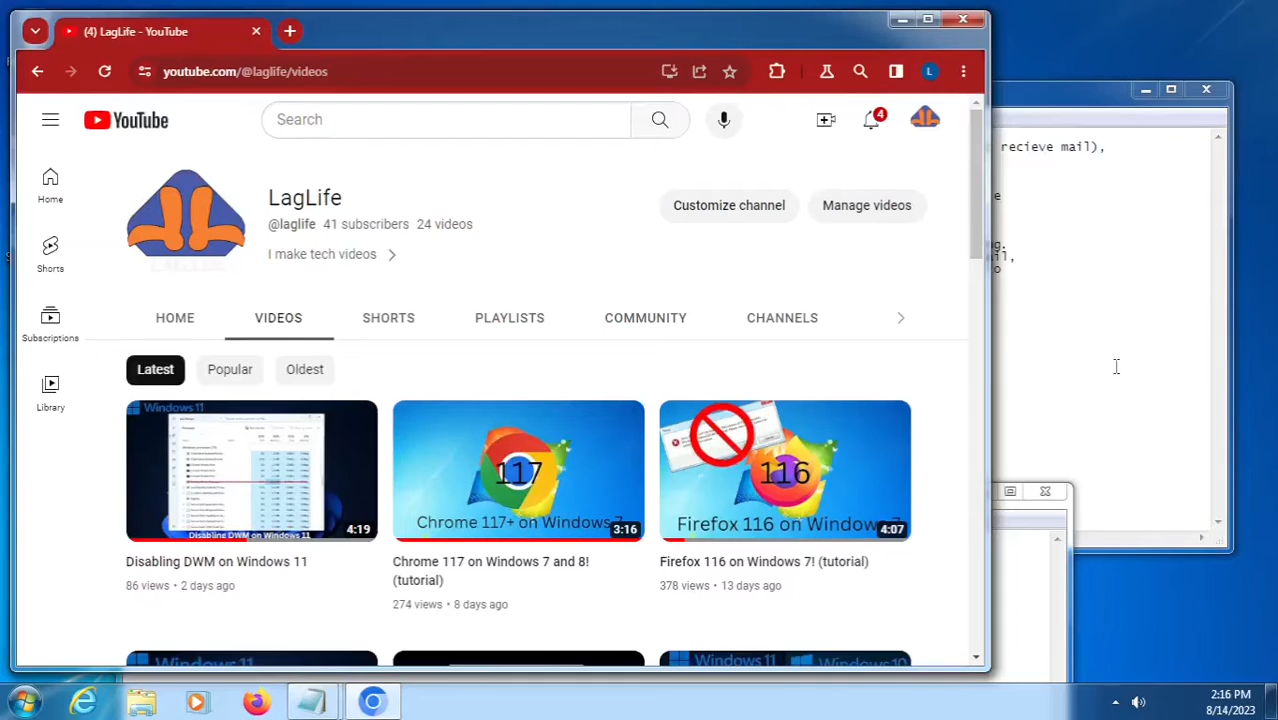 (4) LagLife - YouTube
youtube.com/@laglife/videos
L
YouTube
Search
4
Home
Shorts
Subscriptions
Library
LagLife
@laglife 41 subscribers 24 videos
I make tech videos
Customize channel
Manage videos
HOME
VIDEOS
SHORTS
PLAYLISTS
COMMUNITY
CHANNELS
Latest
Popular
Oldest
Windows 11
Disabling DWM on Windows 11
4:19
117
Chrome 117+ on Windows 7
3:16
116
Firefox 116 on Windows 7
4:07
Disabling DWM on Windows 11
86 views • 2 days ago
Chrome 117 on Windows 7 and 8!
(tutorial)
274 views • 8 days ago
Firefox 116 on Windows 7! (tutorial)
378 views • 13 days ago
Windows 11
Windows 11
Windows 10
recieve mail),
e
g.
il,
o
2:16 PM
8/14/2023